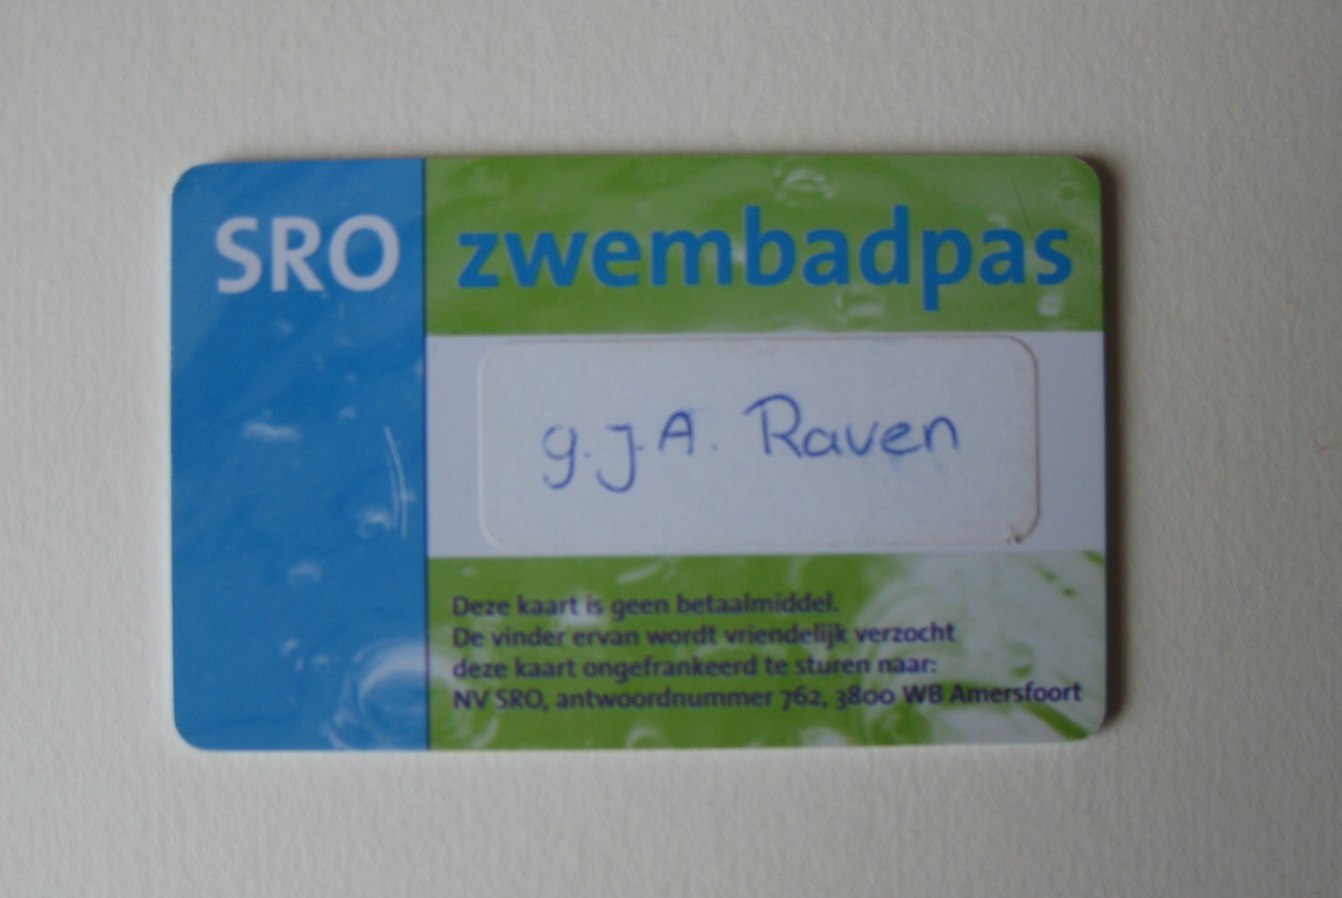 SRO zwembadpas
g.J.A. Raven
Deze kaart is geen betaalmiddel.
De vinder ervan wordt vriendelijk verzocht
deze kaart ongefrankeerd te sturen naar:
NV SRO, antwoordnummer 762, 3800 WB Amersfoort